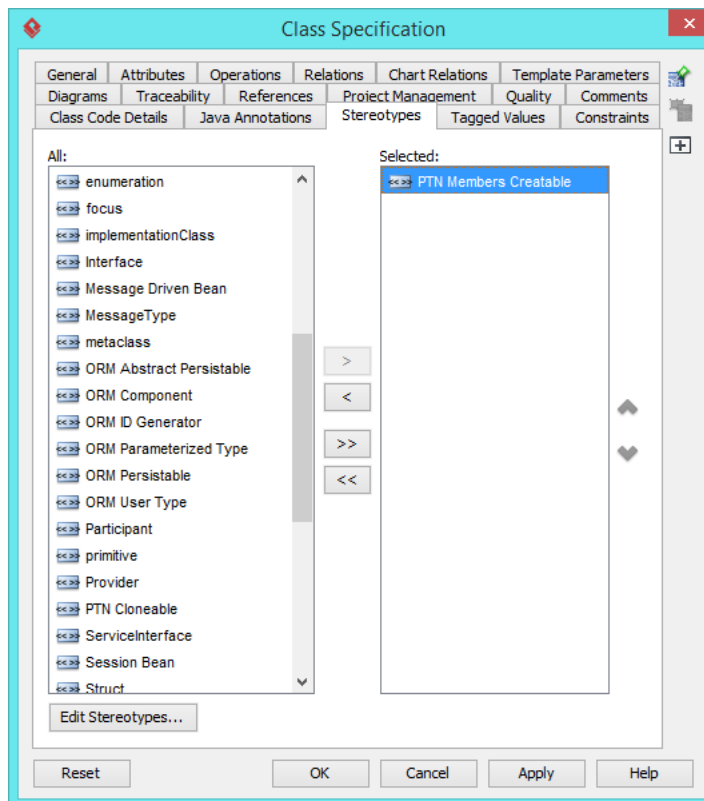 Class Specification
General Attributes Operations Relations Chart Relations Template Parameters
Diagrams Traceability References Project Management Quality Comments
Class Code Details Java Annotations Stereotypes Tagged Values Constraints
All:
Selected:
enumeration
focus
implementationClass
Interface
Message Driven Bean
MessageType
metaclass
ORM Abstract Persistable
ORM Component
ORM ID Generator
ORM Parameterized Type
ORM Persistable
ORM User Type
Participant
primitive
Provider
PTN Cloneable
ServiceInterface
Session Bean
Struct
>
<
>>
<<
PTN Members Creatable
Edit Stereotypes...
Reset OK Cancel Apply Help